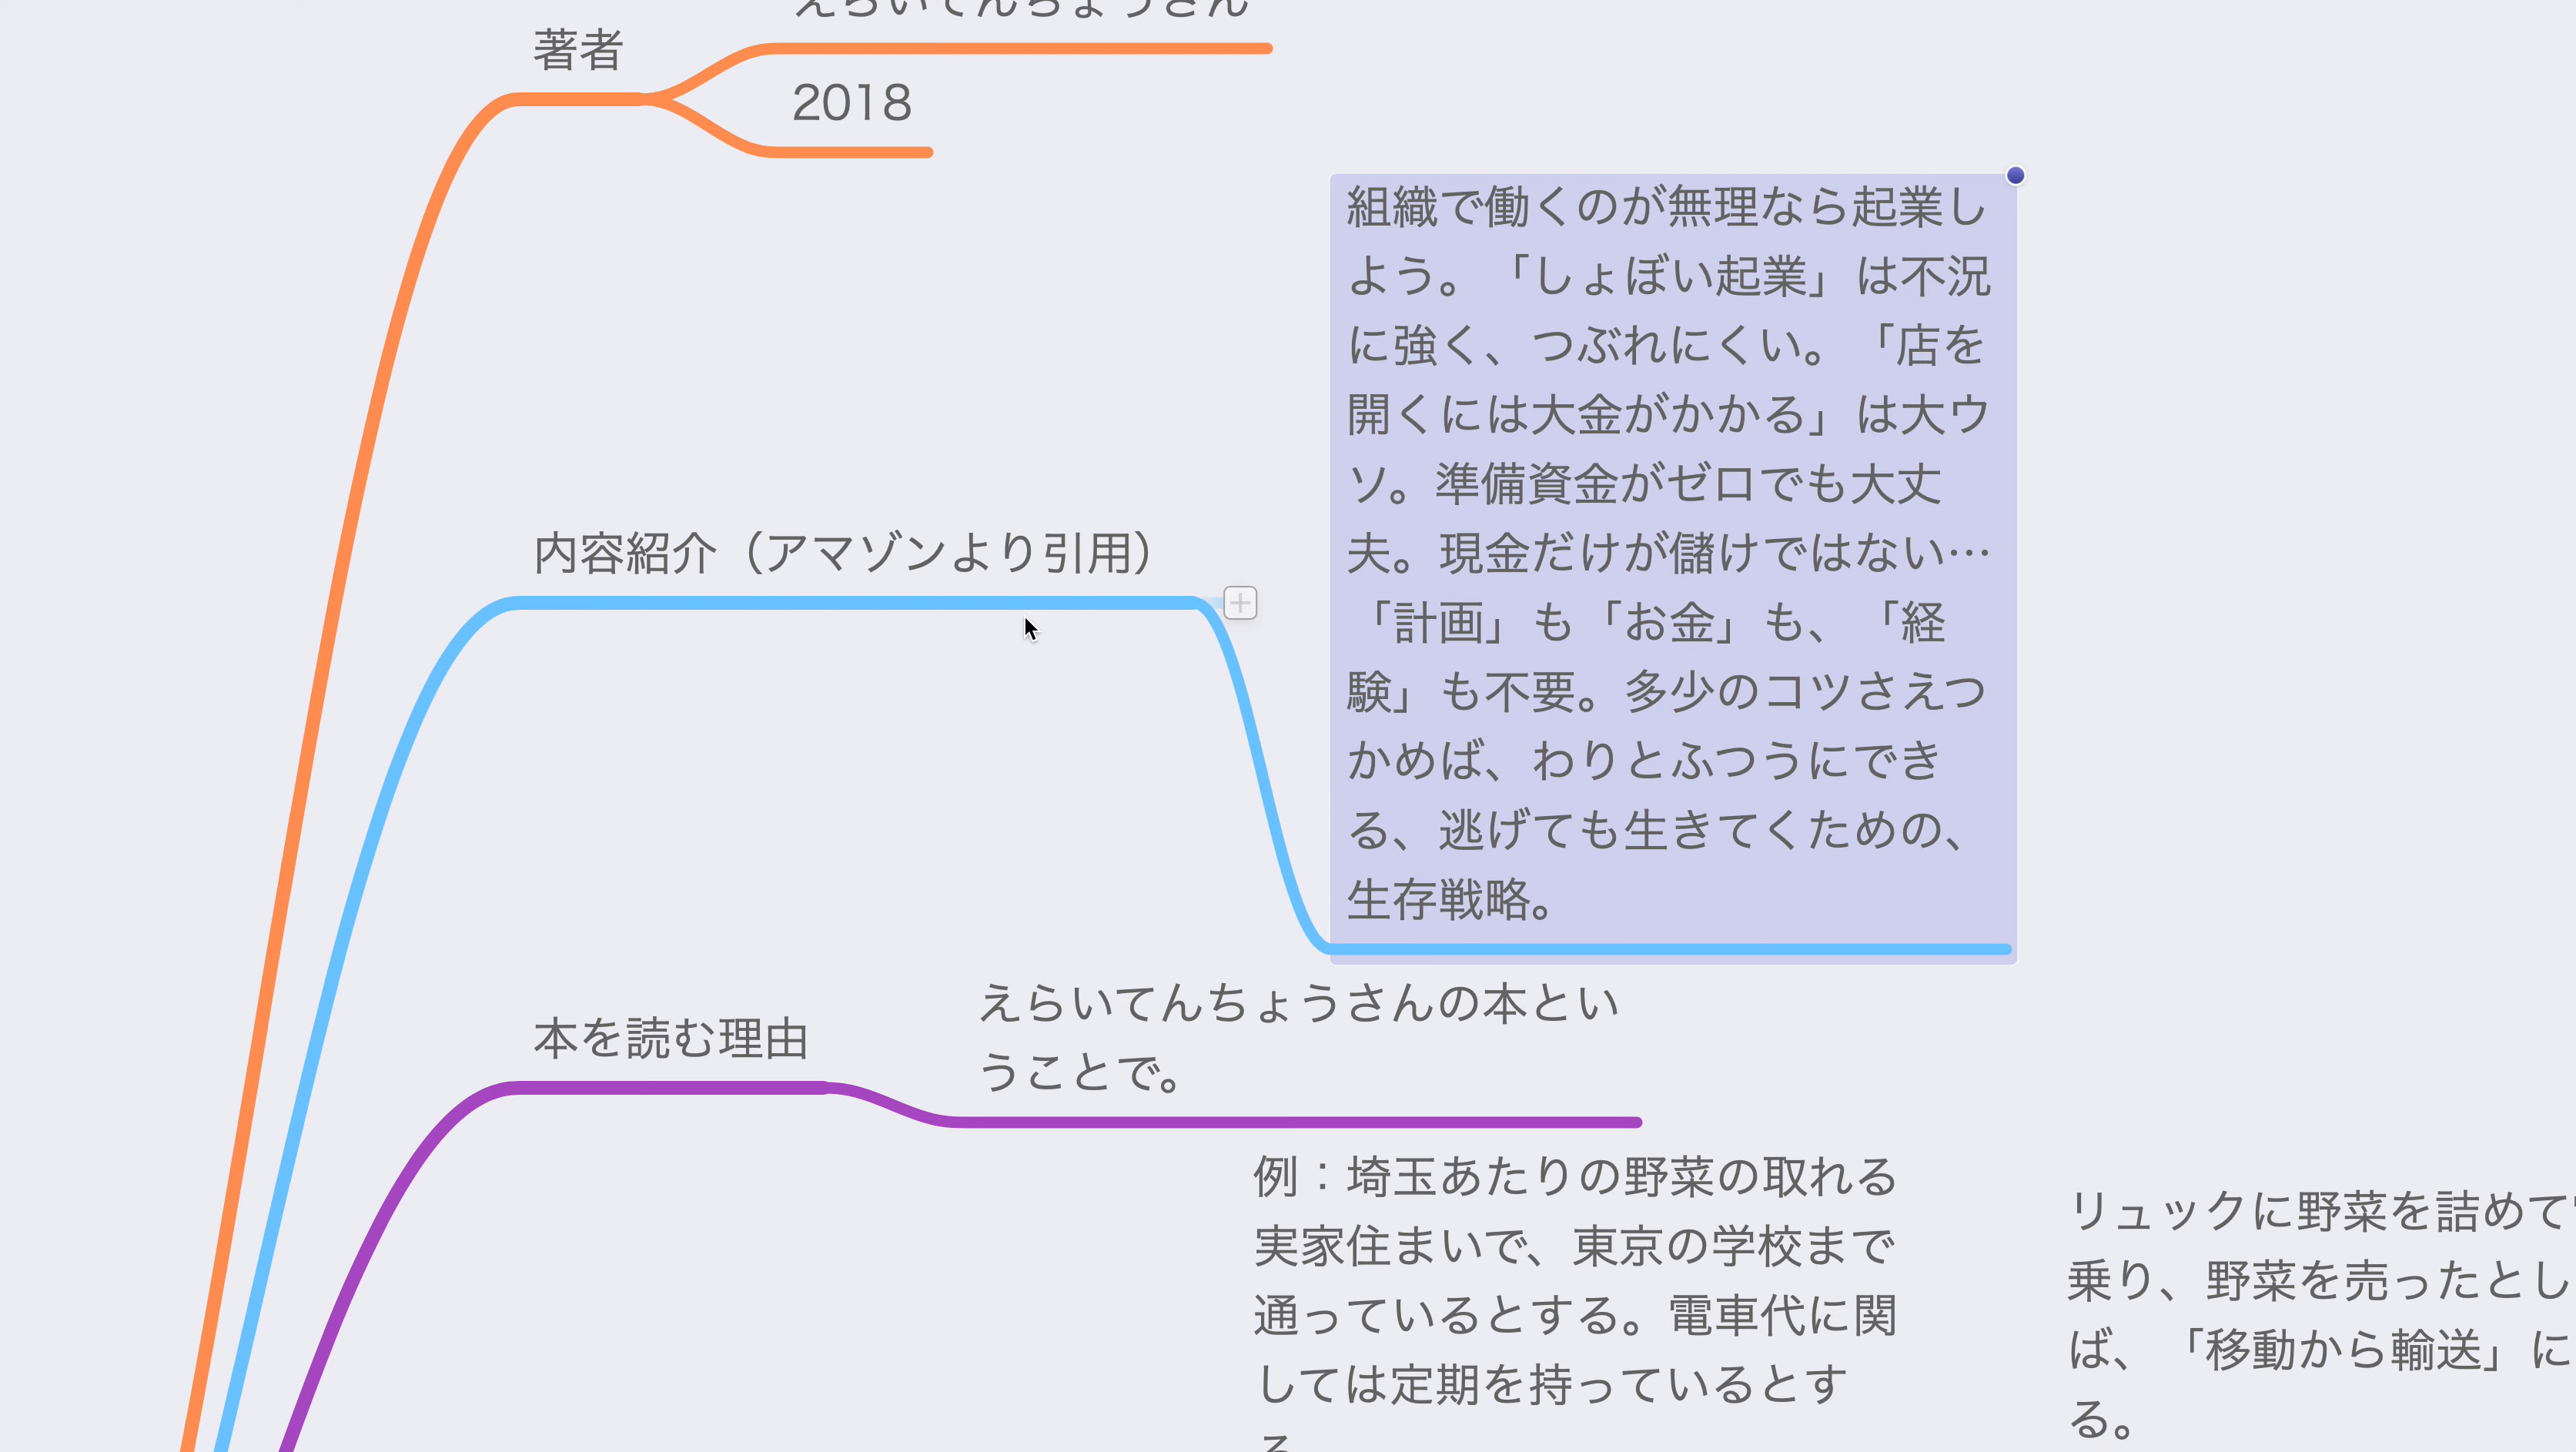 えらいてんちょうさん
著者
2018
組織で働くのが無理なら起業し
よう。「しょぼい起業」は不況
に強く、つぶれにくい。「店を
開くには大金がかかる」は大ウ
ソ。準備資金がゼロでも大丈
夫。現金だけが儲けではない…
「計画」も「お金」も、「経
験」も不要。多少のコツさえつ
かめば、わりとふつうにでき
る、逃げても生きてくための、
生存戦略。
内容紹介（アマゾンより引用）
本を読む理由
えらいてんちょうさんの本とい
うことで。
例：埼玉あたりの野菜の取れる
実家住まいで、東京の学校まで
通っているとする。電車代に関
しては定期を持っているとす
る。
リュックに野菜を詰めて
乗り、野菜を売ったとし
ば、「移動から輸送」に
る。